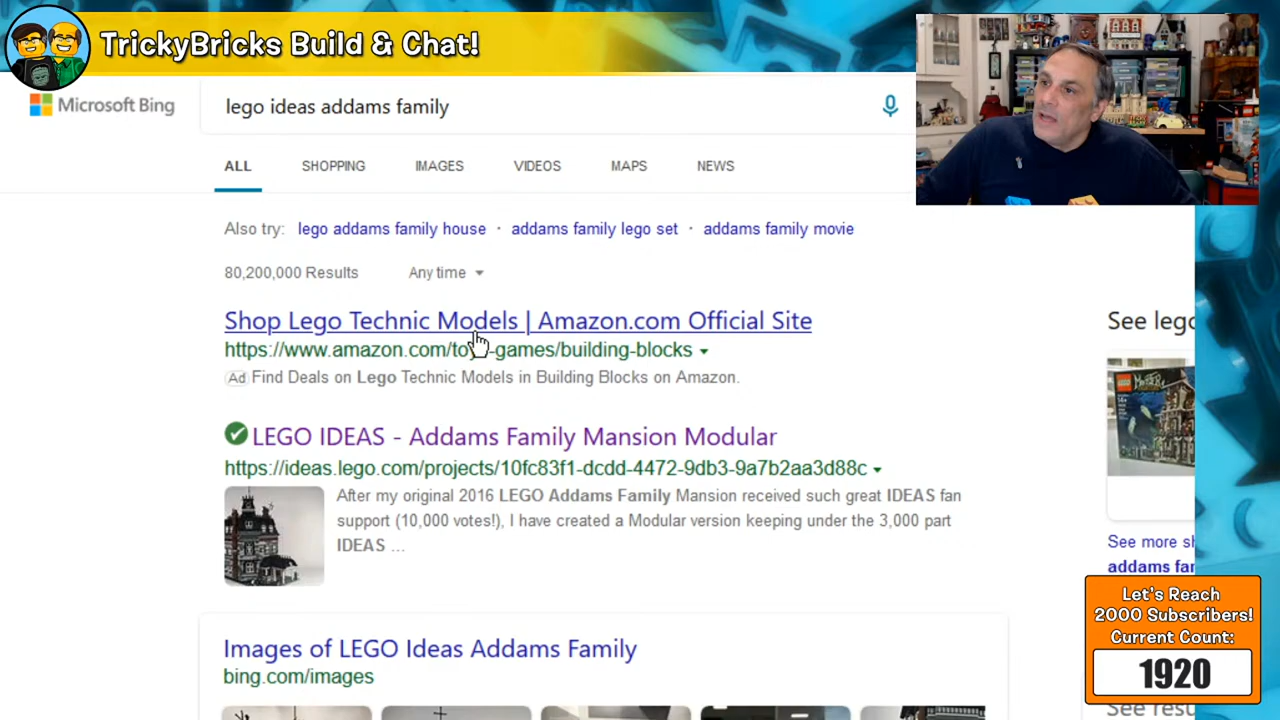 TrickyBricks Build & Chat!
Microsoft Bing
lego ideas addams family
ALL SHOPPING IMAGES VIDEOS MAPS NEWS
Also try: lego addams family house · addams family lego set · addams family movie
80,200,000 Results Any time
Shop Lego Technic Models | Amazon.com Official Site
https://www.amazon.com/toys-games/building-blocks
Ad Find Deals on Lego Technic Models in Building Blocks on Amazon.
LEGO IDEAS - Addams Family Mansion Modular
https://ideas.lego.com/projects/10fc83f1-dcdd-4472-9db3-9a7b2aa3d88c
After my original 2016 LEGO Addams Family Mansion received such great IDEAS fan
support (10,000 votes!), I have created a Modular version keeping under the 3,000 part
IDEAS ...
Images of LEGO Ideas Addams Family
bing.com/images
See lego
See more sh
addams far
Let's Reach
2000 Subscribers!
Current Count:
1920
See resu